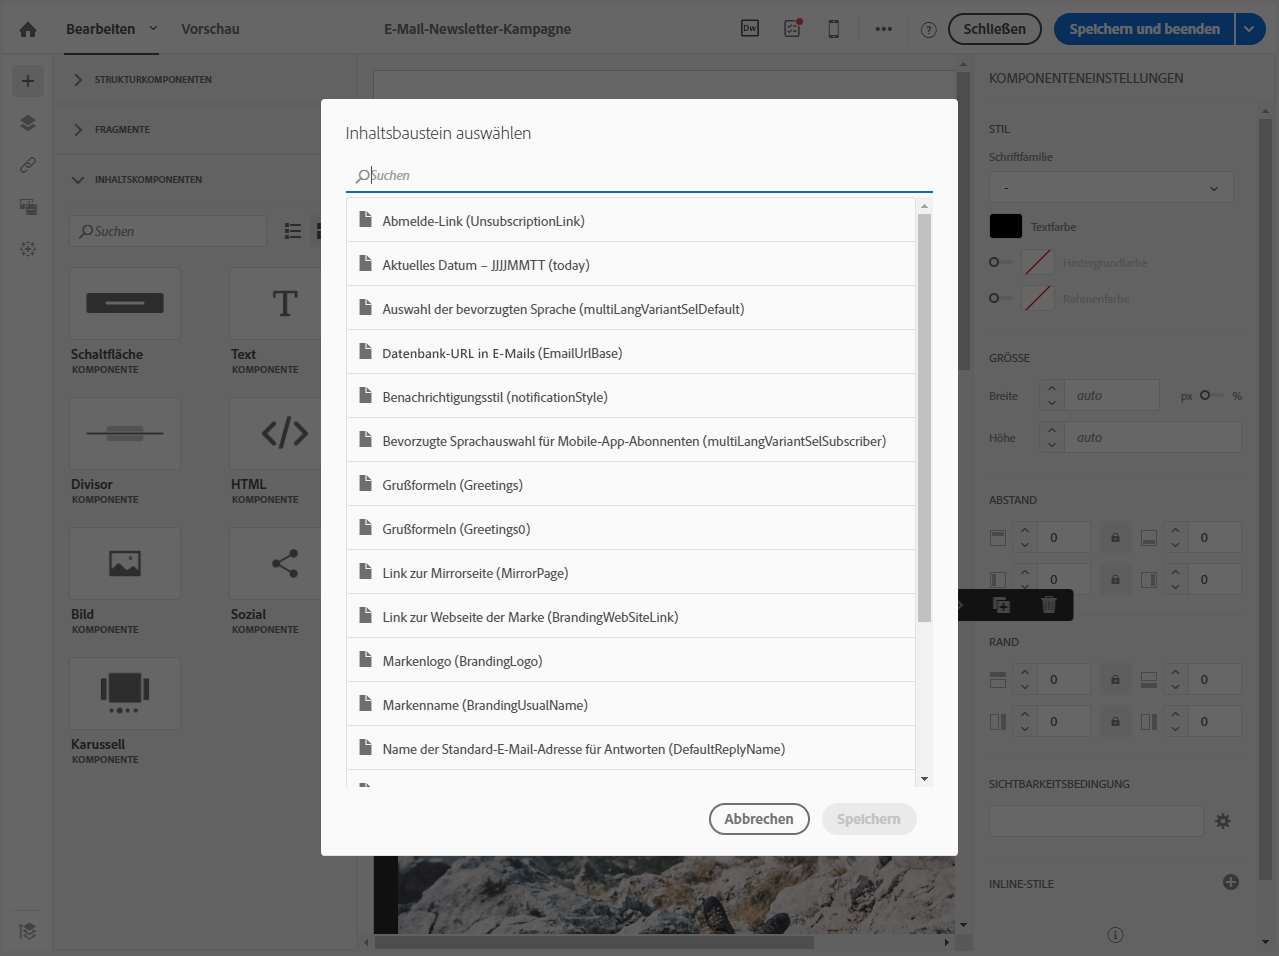 Bearbeiten
Vorschau
E-Mail-Newsletter-Kampagne
Dw
?
Schließen
Speichern und beenden
STRUKTURKOMPONENTEN
FRAGMENTE
INHALTSKOMPONENTEN
Suchen
Schaltfläche
KOMPONENTE
Text
KOMPONENTE
Divisor
KOMPONENTE
HTML
KOMPONENTE
Bild
KOMPONENTE
Sozial
KOMPONENTE
Karussell
KOMPONENTE
Inhaltsbaustein auswählen
Suchen
Abmelde-Link (UnsubscriptionLink)
Aktuelles Datum – JJJJMMTT (today)
Auswahl der bevorzugten Sprache (multiLangVariantSelDefault)
Datenbank-URL in E-Mails (EmailUrlBase)
Benachrichtigungsstil (notificationStyle)
Bevorzugte Sprachauswahl für Mobile-App-Abonnenten (multiLangVariantSelSubscriber)
Grußformeln (Greetings)
Grußformeln (Greetings0)
Link zur Mirrorseite (MirrorPage)
Link zur Webseite der Marke (BrandingWebSiteLink)
Markenlogo (BrandingLogo)
Markenname (BrandingUsualName)
Name der Standard-E-Mail-Adresse für Antworten (DefaultReplyName)
Abbrechen
Speichern
KOMPONENTENEINSTELLUNGEN
STIL
Schriftfamilie
-
Textfarbe
Hintergrundfarbe
Rahmenfarbe
GRÖSSE
Breite
auto
px
%
Höhe
auto
ABSTAND
0
0
0
0
RAND
0
0
0
0
SICHTBARKEITSBEDINGUNG
INLINE-STILE